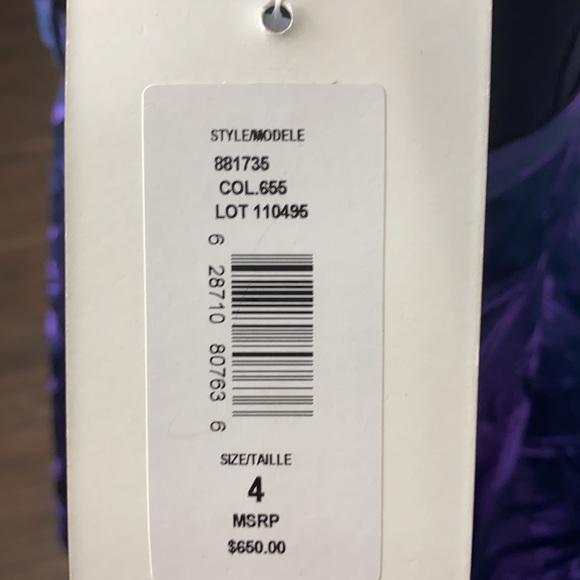 STYLE/MODELE
881735
COL.655
LOT 110495
6 28710 80763 6
SIZE/TAILLE
4
MSRP
$650.00